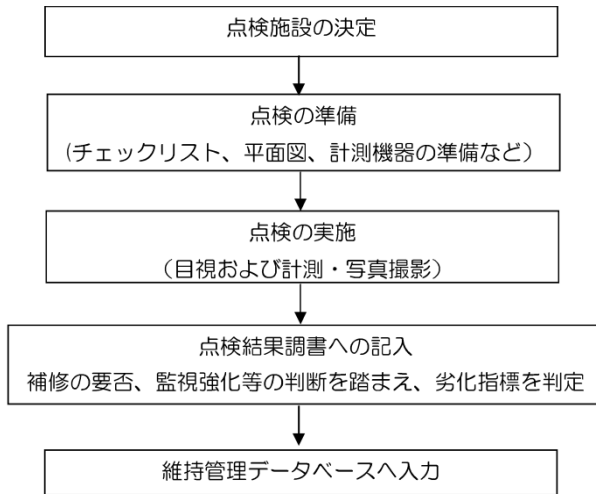 点検施設の決定
点検の準備
(チェックリスト、平面図、計測機器の準備など）
点検の実施
（目視および計測・写真撮影）
点検結果調書への記入
補修の要否、監視強化等の判断を踏まえ、劣化指標を判定
維持管理データベースへ入力